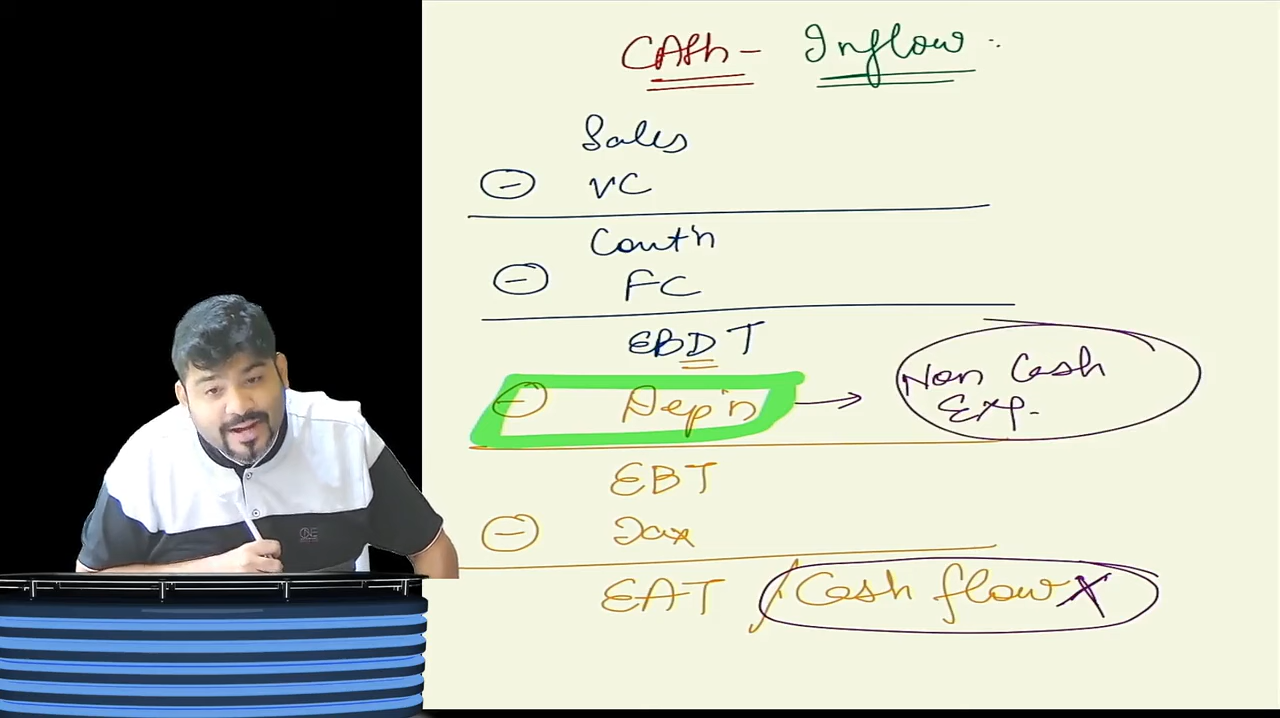 CASh - Inflow
Sales
⊖ VC
Cont'n
⊖ FC
EBDT
⊖ Dep'n → Non Cash
Exp.
EBT
⊖ Tax
EAT / Cash flow X